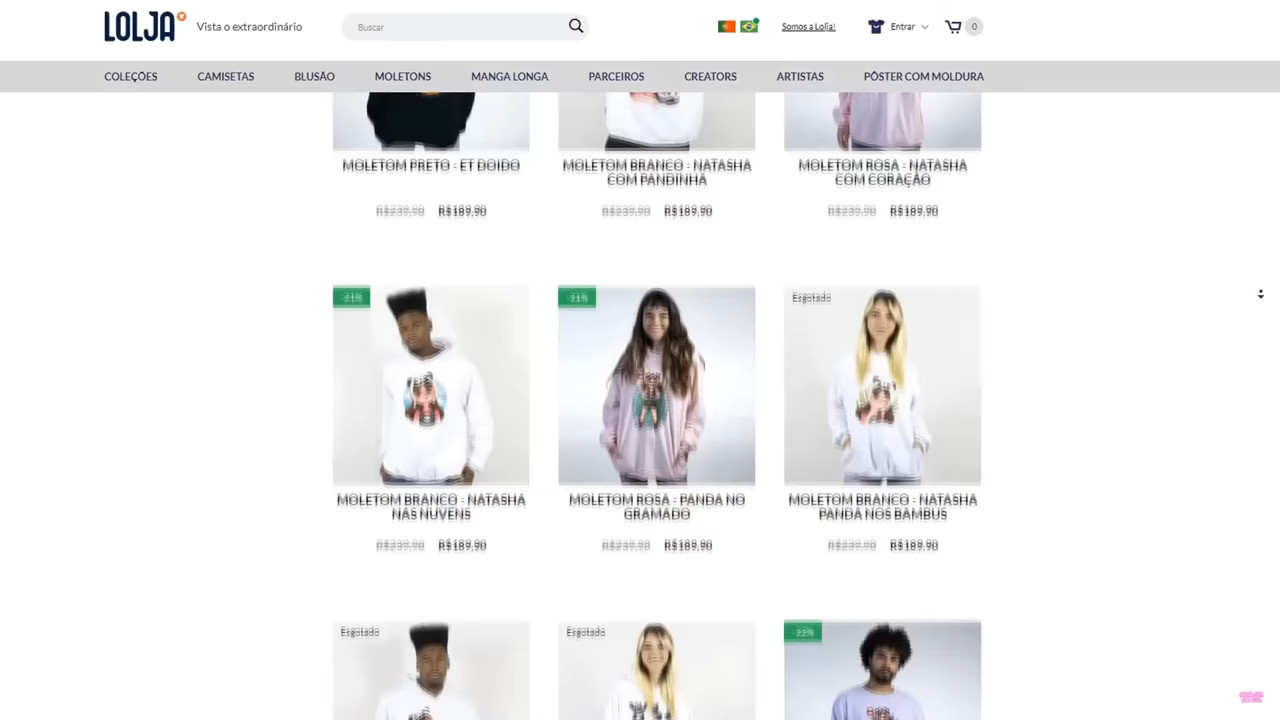 LOLJA
Vista o extraordinário
Buscar
Somos a Lolja!
Entrar
0
COLEÇÕES
CAMISETAS
BLUSÃO
MOLETONS
MANGA LONGA
PARCEIROS
CREATORS
ARTISTAS
PÔSTER COM MOLDURA
MOLETOM PRETO - ET DOIDO
R$239,90 R$189,90
MOLETOM BRANCO - NATASHA
COM PANDINHA
R$239,90 R$189,90
MOLETOM ROSA - NATASHA
COM CORAÇÃO
R$239,90 R$189,90
-21%
MOLETOM BRANCO - NATASHA
NAS NUVENS
R$239,90 R$189,90
-21%
MOLETOM ROSA - PANDA NO
GRAMADO
R$239,90 R$189,90
Esgotado
MOLETOM BRANCO - NATASHA
PANDA NOS BAMBUS
R$239,90 R$189,90
Esgotado
Esgotado
-22%